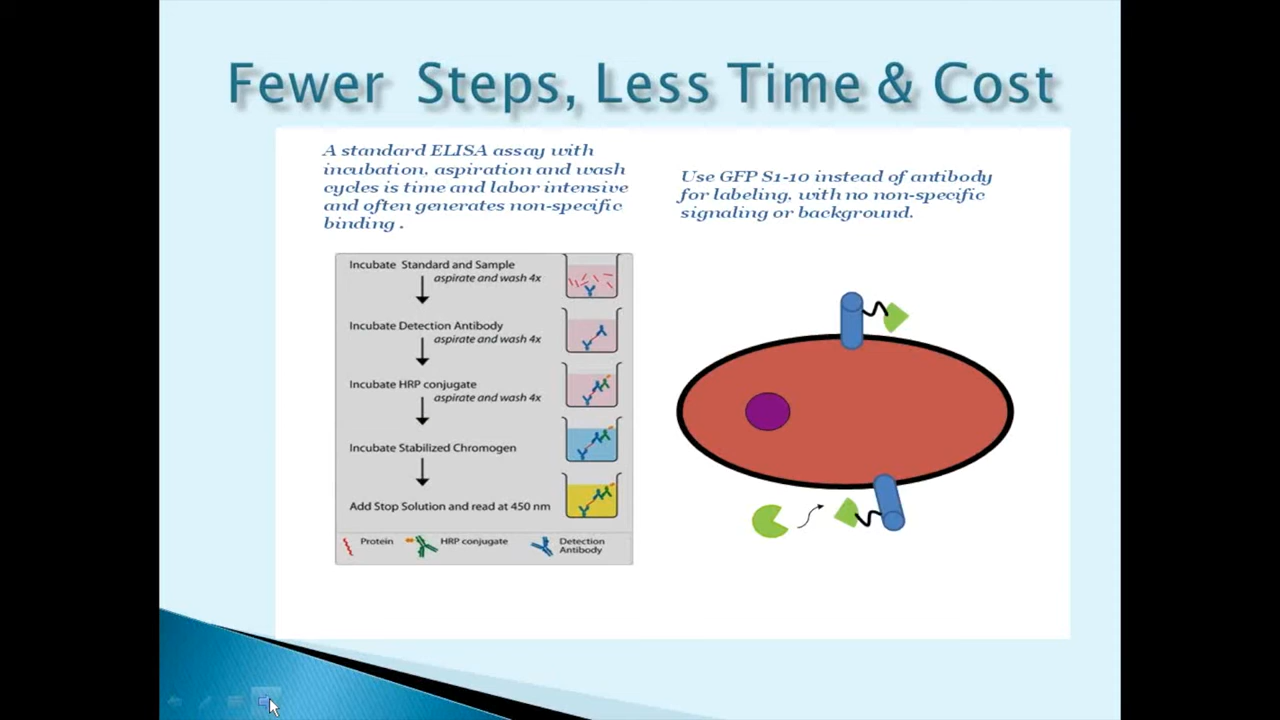 Fewer Steps, Less Time & Cost
A standard ELISA assay with
incubation, aspiration and wash
cycles is time and labor intensive
and often generates non-specific
binding .
Use GFP S1-10 instead of antibody
for labeling, with no non-specific
signaling or background.
Incubate Standard and Sample
aspirate and wash 4x
Incubate Detection Antibody
aspirate and wash 4x
Incubate HRP conjugate
aspirate and wash 4x
Incubate Stabilized Chromogen
Add Stop Solution and read at 450 nm
Protein
HRP conjugate
Detection
Antibody